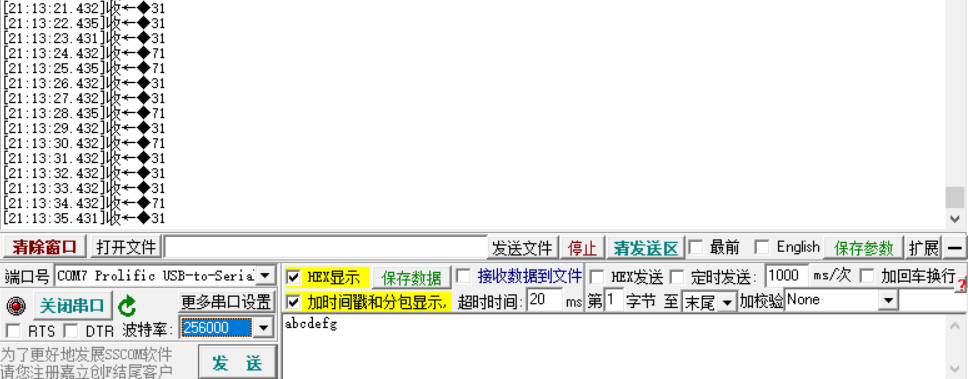 [21:13:21.432]收←◆31
[21:13:22.435]收←◆31
[21:13:23.431]收←◆31
[21:13:24.432]收←◆71
[21:13:25.435]收←◆71
[21:13:26.432]收←◆31
[21:13:27.432]收←◆31
[21:13:28.435]收←◆71
[21:13:29.432]收←◆31
[21:13:30.432]收←◆71
[21:13:31.432]收←◆31
[21:13:32.432]收←◆31
[21:13:33.432]收←◆31
[21:13:34.432]收←◆71
[21:13:35.431]收←◆31
清除窗口 打开文件 发送文件 停止 清发送区 最前 English 保存参数 扩展 —
端口号 COM7 Prolific USB-to-Seria HEX显示 保存数据 接收数据到文件 HEX发送 定时发送: 1000 ms/次 加回车换行
关闭串口 更多串口设置 加时间戳和分包显示, 超时时间: 20 ms 第 1 字节 至 末尾 加校验 None ?
RTS DTR 波特率: 256000 abcdefg
为了更好地发展SSCOM软件
请您注册嘉立创F结尾客户
发 送